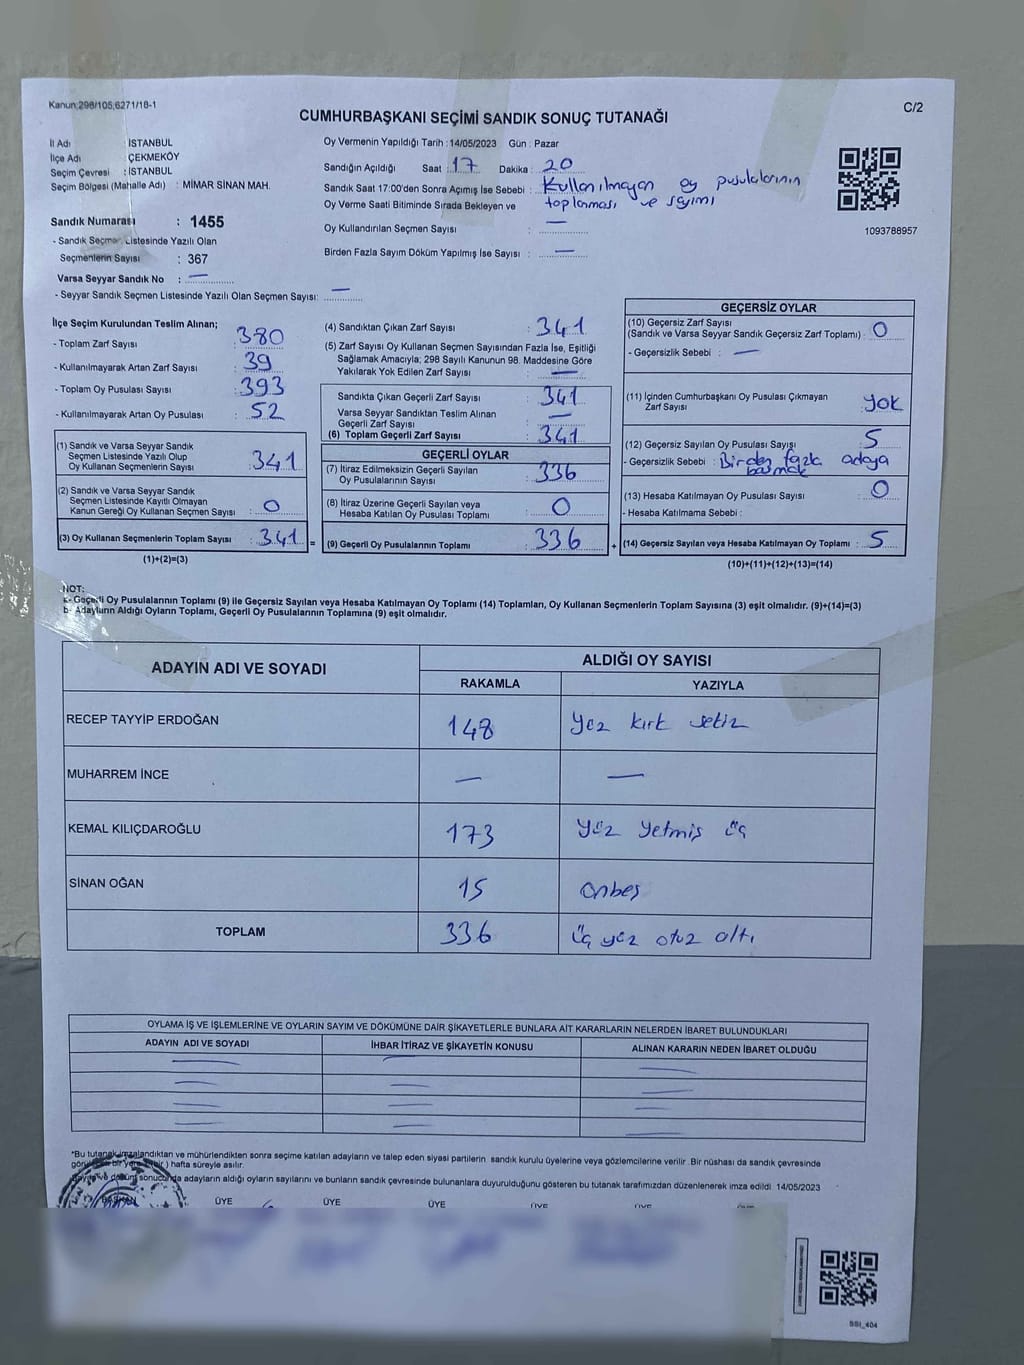 Kanun;298/105,6271/18-1
C/2
CUMHURBAŞKANI SEÇİMİ SANDIK SONUÇ TUTANAĞI
İl Adı : İSTANBUL
İlçe Adı : ÇEKMEKÖY
Seçim Çevresi : İSTANBUL
Seçim Bölgesi (Mahalle Adı) : MİMAR SİNAN MAH.
Sandık Numarası : 1455
- Sandık Seçmen Listesinde Yazılı Olan
Seçmenlerin Sayısı : 367
Varsa Seyyar Sandık No : —
- Seyyar Sandık Seçmen Listesinde Yazılı Olan Seçmen Sayısı: —
Oy Vermenin Yapıldığı Tarih : 14/05/2023 Gün : Pazar
Sandığın Açıldığı Saat : 17 Dakika : 20
Sandık Saat 17:00'den Sonra Açımış İse Sebebi : Kullanılmayan oy pusulalarının
Oy Verme Saati Bitiminde Sırada Bekleyen ve toplanması ve sayımı
Oy Kullandırılan Seçmen Sayısı : —
Birden Fazla Sayım Döküm Yapılmış İse Sayısı : —
1093788957
İlçe Seçim Kurulundan Teslim Alınan;
- Toplam Zarf Sayısı : 380
- Kullanılmayarak Artan Zarf Sayısı : 39
- Toplam Oy Pusulası Sayısı : 393
- Kullanılmayarak Artan Oy Pusulası : 52
(1) Sandık ve Varsa Seyyar Sandık
Seçmen Listesinde Yazılı Olup
Oy Kullanan Seçmenlerin Sayısı : 341
(2) Sandık ve Varsa Seyyar Sandık
Seçmen Listesinde Kayıtlı Olmayan
Kanun Gereği Oy Kullanan Seçmen Sayısı : 0
(3) Oy Kullanan Seçmenlerin Toplam Sayısı : 341 =
(1)+(2)=(3)
(4) Sandıktan Çıkan Zarf Sayısı : 341
(5) Zarf Sayısı Oy Kullanan Seçmen Sayısından Fazla İse, Eşitliği
Sağlamak Amacıyla; 298 Sayılı Kanunun 98. Maddesine Göre
Yakılarak Yok Edilen Zarf Sayısı : —
Sandıkta Çıkan Geçerli Zarf Sayısı : 341
Varsa Seyyar Sandıktan Teslim Alınan
Geçerli Zarf Sayısı : —
(6) Toplam Geçerli Zarf Sayısı : 341
GEÇERLİ OYLAR
(7) İtiraz Edilmeksizin Geçerli Sayılan
Oy Pusulalarının Sayısı : 336
(8) İtiraz Üzerine Geçerli Sayılan veya
Hesaba Katılan Oy Pusulası Toplamı : 0
(9) Geçerli Oy Pusulalarının Toplamı : 336 +
GEÇERSİZ OYLAR
(10) Geçersiz Zarf Sayısı
(Sandık ve Varsa Seyyar Sandık Geçersiz Zarf Toplamı) : 0
- Geçersizlik Sebebi : —
(11) İçinden Cumhurbaşkanı Oy Pusulası Çıkmayan
Zarf Sayısı : yok
(12) Geçersiz Sayılan Oy Pusulası Sayışı : 5
- Geçersizlik Sebebi : Birden fazla adaya
basmak
(13) Hesaba Katılmayan Oy Pusulası Sayısı : 0
- Hesaba Katılmama Sebebi :
(14) Geçersiz Sayılan veya Hesaba Katılmayan Oy Toplamı : 5
(10)+(11)+(12)+(13)=(14)
NOT:
a- Geçerli Oy Pusulalarının Toplamı (9) ile Geçersiz Sayılan veya Hesaba Katılmayan Oy Toplamı (14) Toplamları, Oy Kullanan Seçmenlerin Toplam Sayısına (3) eşit olmalıdır. (9)+(14)=(3)
b- Adayların Aldığı Oyların Toplamı, Geçerli Oy Pusulalarının Toplamına (9) eşit olmalıdır.
ADAYIN ADI VE SOYADI
ALDIĞI OY SAYISI
RAKAMLA YAZIYLA
RECEP TAYYİP ERDOĞAN 148 Yüz kırk sekiz
MUHARREM İNCE — —
KEMAL KILIÇDAROĞLU 173 yüz yetmiş üç
SİNAN OĞAN 15 onbeş
TOPLAM 336 üç yüz otuz altı
OYLAMA İŞ VE İŞLEMLERİNE VE OYLARIN SAYIM VE DÖKÜMÜNE DAİR ŞİKAYETLERLE BUNLARA AİT KARARLARIN NELERDEN İBARET BULUNDUKLARI
ADAYIN ADI VE SOYADI İHBAR İTİRAZ VE ŞİKAYETİN KONUSU ALINAN KARARIN NEDEN İBARET OLDUĞU
*Bu tutanak imzalandıktan ve mühürlendikten sonra seçime katılan adayların ve talep eden siyasi partilerin sandık kurulu üyelerine veya gözlemcilerine verilir. Bir nüshası da sandık çevresinde
bir ) hafta süreyle asılır.
Sayım ve döküm sonucunda adayların aldığı oyların sayılarını ve bunların sandık çevresinde bulunanlara duyurulduğunu gösteren bu tutanak tarafımızdan düzenlenerek imza edildi. 14/05/2023
BAŞKAN ÜYE ÜYE ÜYE ÜYE ÜYE
SSI_404